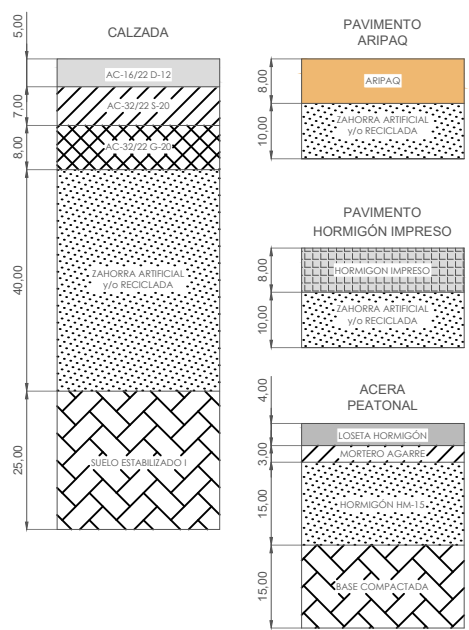 CALZADA
5,00
AC-16/22 D-12
7,00
AC-32/22 S-20
8,00
AC-32/22 G-20
40,00
ZAHORRA ARTIFICIAL
y/o RECICLADA
25,00
SUELO ESTABILIZADO I
PAVIMENTO
ARIPAQ
8,00
ARIPAQ
10,00
ZAHORRA ARTIFICIAL
y/o RECICLADA
PAVIMENTO
HORMIGÓN IMPRESO
8,00
HORMIGON IMPRESO
10,00
ZAHORRA ARTIFICIAL
y/o RECICLADA
ACERA
PEATONAL
4,00
LOSETA HORMIGÓN
3,00
MORTERO AGARRE
15,00
HORMIGÓN HM-15
15,00
BASE COMPACTADA